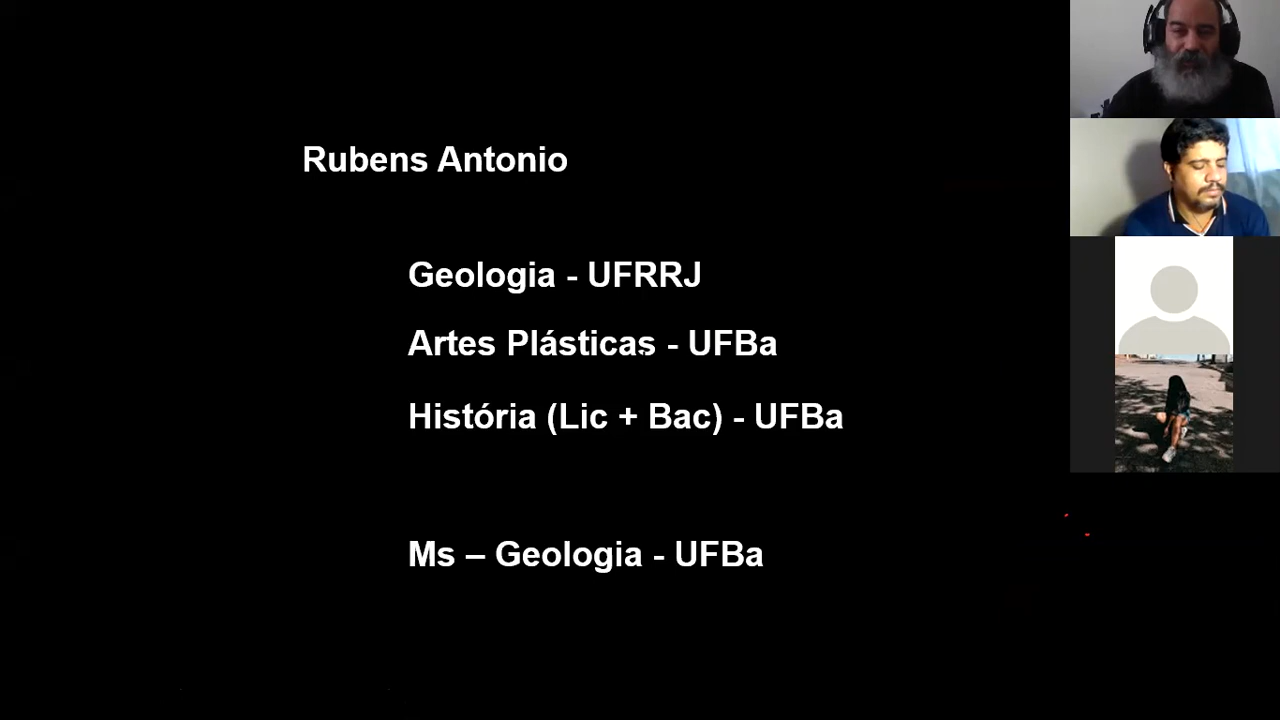 Rubens Antonio
Geologia - UFRRJ
Artes Plásticas - UFBa
História (Lic + Bac) - UFBa
Ms – Geologia - UFBa